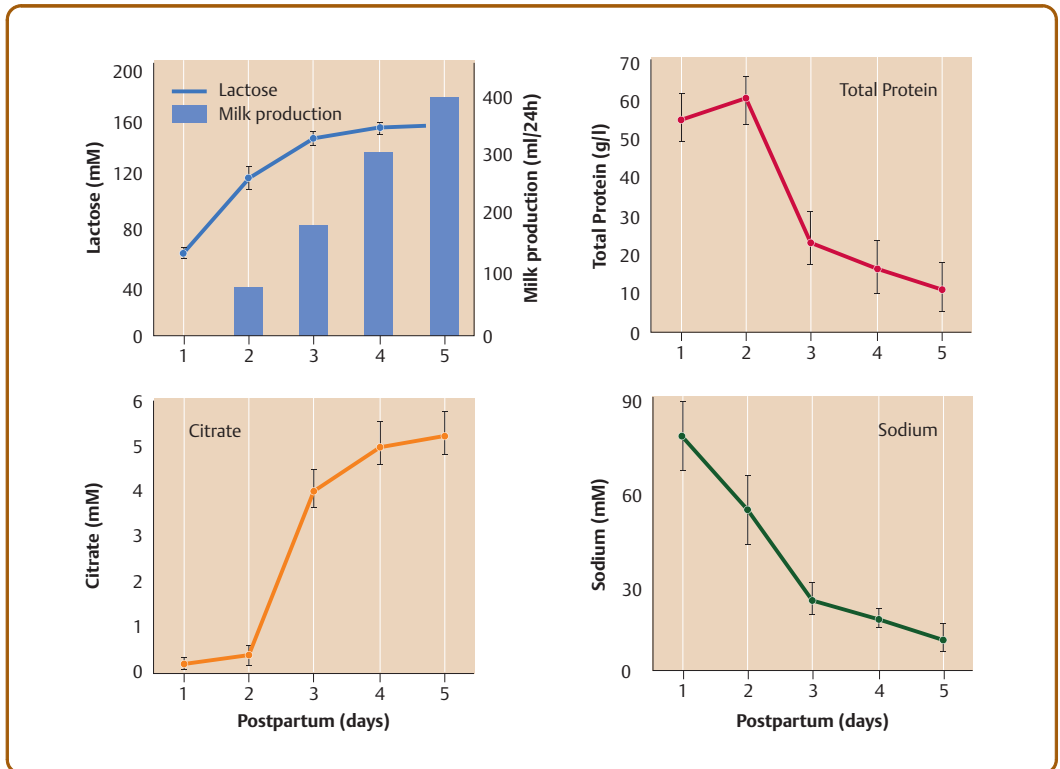 200
160
120
80
40
0
Lactose (mM)
Lactose
Milk production
400
300
200
100
0
Milk production (ml/24h)
1 2 3 4 5
70
60
50
40
30
20
10
0
Total Protein (g/l)
Total Protein
1 2 3 4 5
6
5
4
3
2
1
0
Citrate (mM)
Citrate
1 2 3 4 5
Postpartum (days)
90
60
30
0
Sodium (mM)
Sodium
1 2 3 4 5
Postpartum (days)